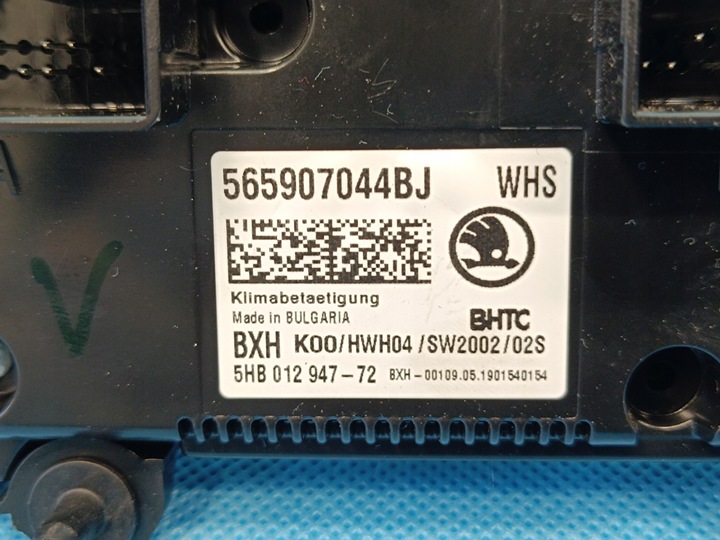 565907044BJ WHS
Klimabetaetigung
Made in BULGARIA
BHTC
BXH K00/HWH04/SW2002/02S
5HB 012 947-72 BXH-00109.05.1901540154
V